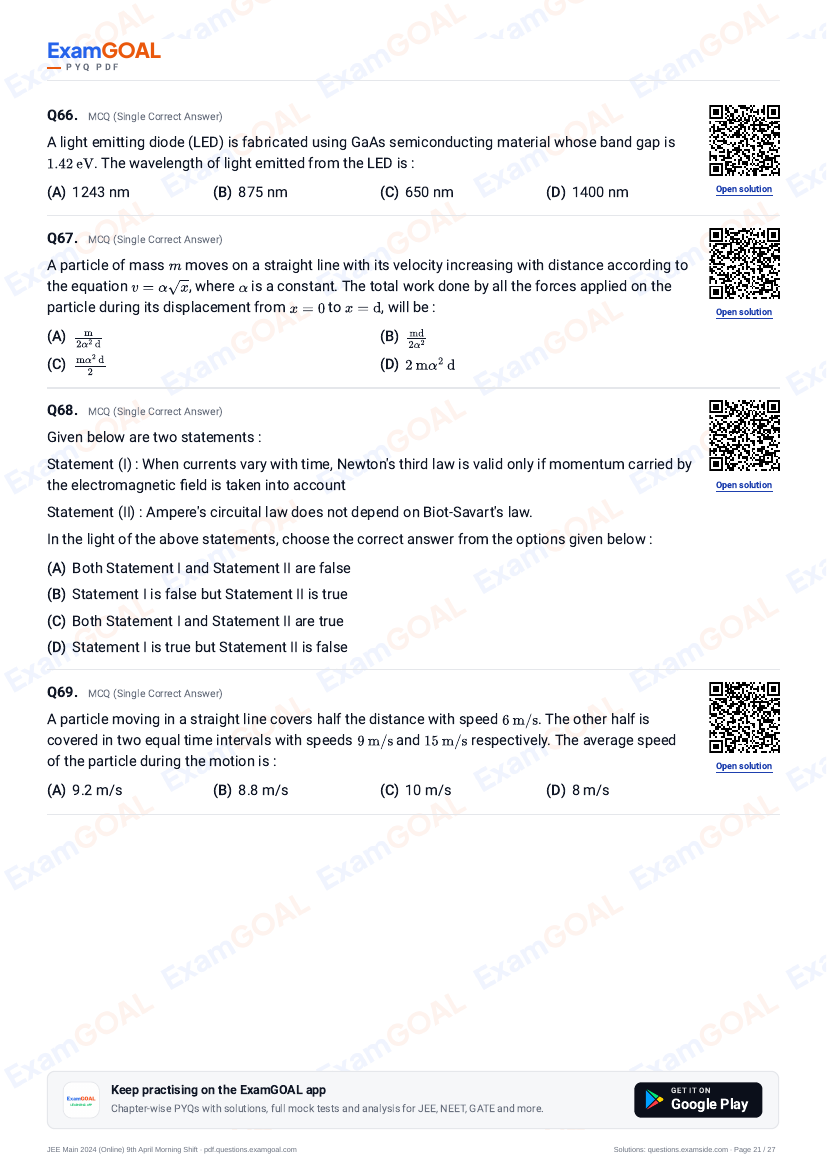 ExamGOAL
PYQ PDF
Q66. MCQ (Single Correct Answer)
A light emitting diode (LED) is fabricated using GaAs semiconducting material whose band gap is
1.42 eV. The wavelength of light emitted from the LED is :
(A) 1243 nm (B) 875 nm (C) 650 nm (D) 1400 nm
Open solution
Q67. MCQ (Single Correct Answer)
A particle of mass m moves on a straight line with its velocity increasing with distance according to
the equation v = α√x, where α is a constant. The total work done by all the forces applied on the
particle during its displacement from x = 0 to x = d, will be :
(A) m/2α² d (B) md/2α²
(C) mα² d/2 (D) 2 mα² d
Open solution
Q68. MCQ (Single Correct Answer)
Given below are two statements :
Statement (I) : When currents vary with time, Newton's third law is valid only if momentum carried by
the electromagnetic field is taken into account
Statement (II) : Ampere's circuital law does not depend on Biot-Savart's law.
In the light of the above statements, choose the correct answer from the options given below :
(A) Both Statement I and Statement II are false
(B) Statement I is false but Statement II is true
(C) Both Statement I and Statement II are true
(D) Statement I is true but Statement II is false
Open solution
Q69. MCQ (Single Correct Answer)
A particle moving in a straight line covers half the distance with speed 6 m/s. The other half is
covered in two equal time intervals with speeds 9 m/s and 15 m/s respectively. The average speed
of the particle during the motion is :
(A) 9.2 m/s (B) 8.8 m/s (C) 10 m/s (D) 8 m/s
Open solution
ExamGOAL
Keep practising on the ExamGOAL app
Chapter-wise PYQs with solutions, full mock tests and analysis for JEE, NEET, GATE and more.
GET IT ON
Google Play
JEE Main 2024 (Online) 9th April Morning Shift · pdf.questions.examgoal.com
Solutions: questions.examside.com · Page 21 / 27